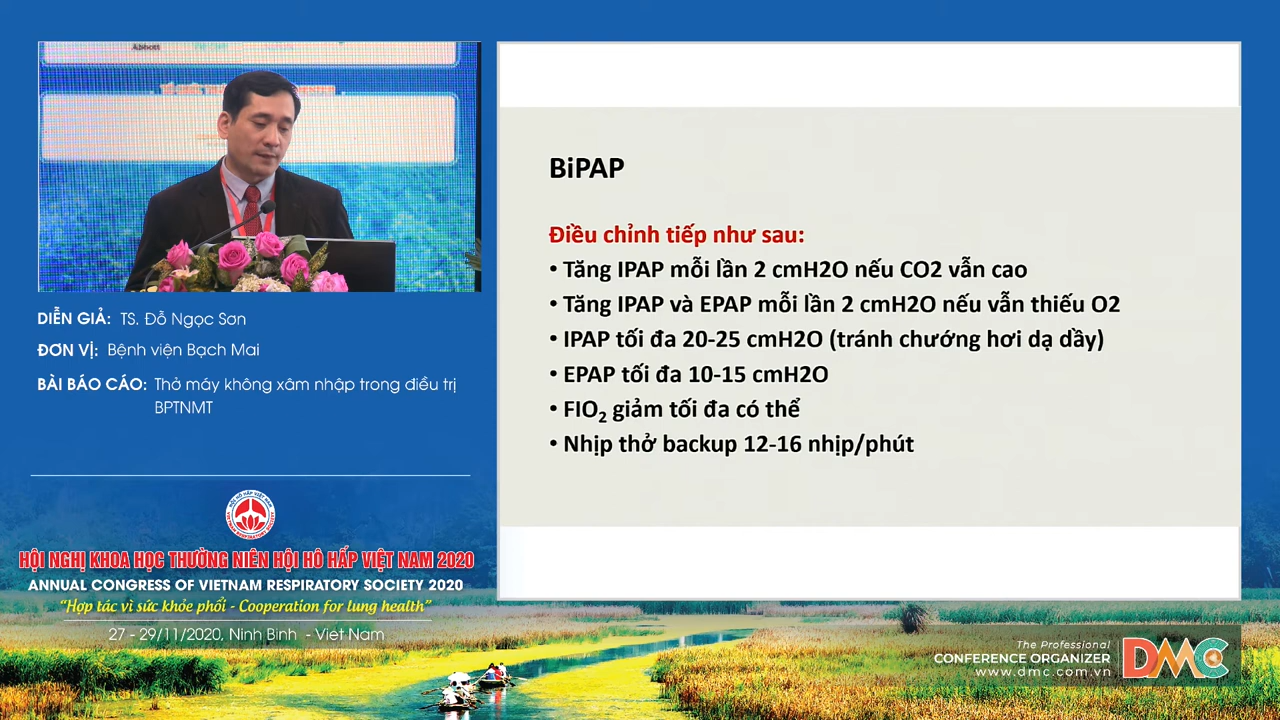 Abbott
DIỄN GIẢ: TS. Đỗ Ngọc Sơn
ĐƠN VỊ: Bệnh viện Bạch Mai
BÀI BÁO CÁO: Thở máy không xâm nhập trong điều trị
BPTNMT
HỘI NGHỊ KHOA HỌC THƯỜNG NIÊN HỘI HÔ HẤP VIỆT NAM 2020
ANNUAL CONGRESS OF VIETNAM RESPIRATORY SOCIETY 2020
“Hợp tác vì sức khỏe phổi - Cooperation for lung health”
27 - 29/11/2020, Ninh Bình - Việt Nam
BiPAP
Điều chỉnh tiếp như sau:
• Tăng IPAP mỗi lần 2 cmH2O nếu CO2 vẫn cao
• Tăng IPAP và EPAP mỗi lần 2 cmH2O nếu vẫn thiếu O2
• IPAP tối đa 20-25 cmH2O (tránh chướng hơi dạ dầy)
• EPAP tối đa 10-15 cmH2O
• FIO₂ giảm tối đa có thể
• Nhịp thở backup 12-16 nhịp/phút
The Professional
CONFERENCE ORGANIZER
www.dmc.com.vn
DMC